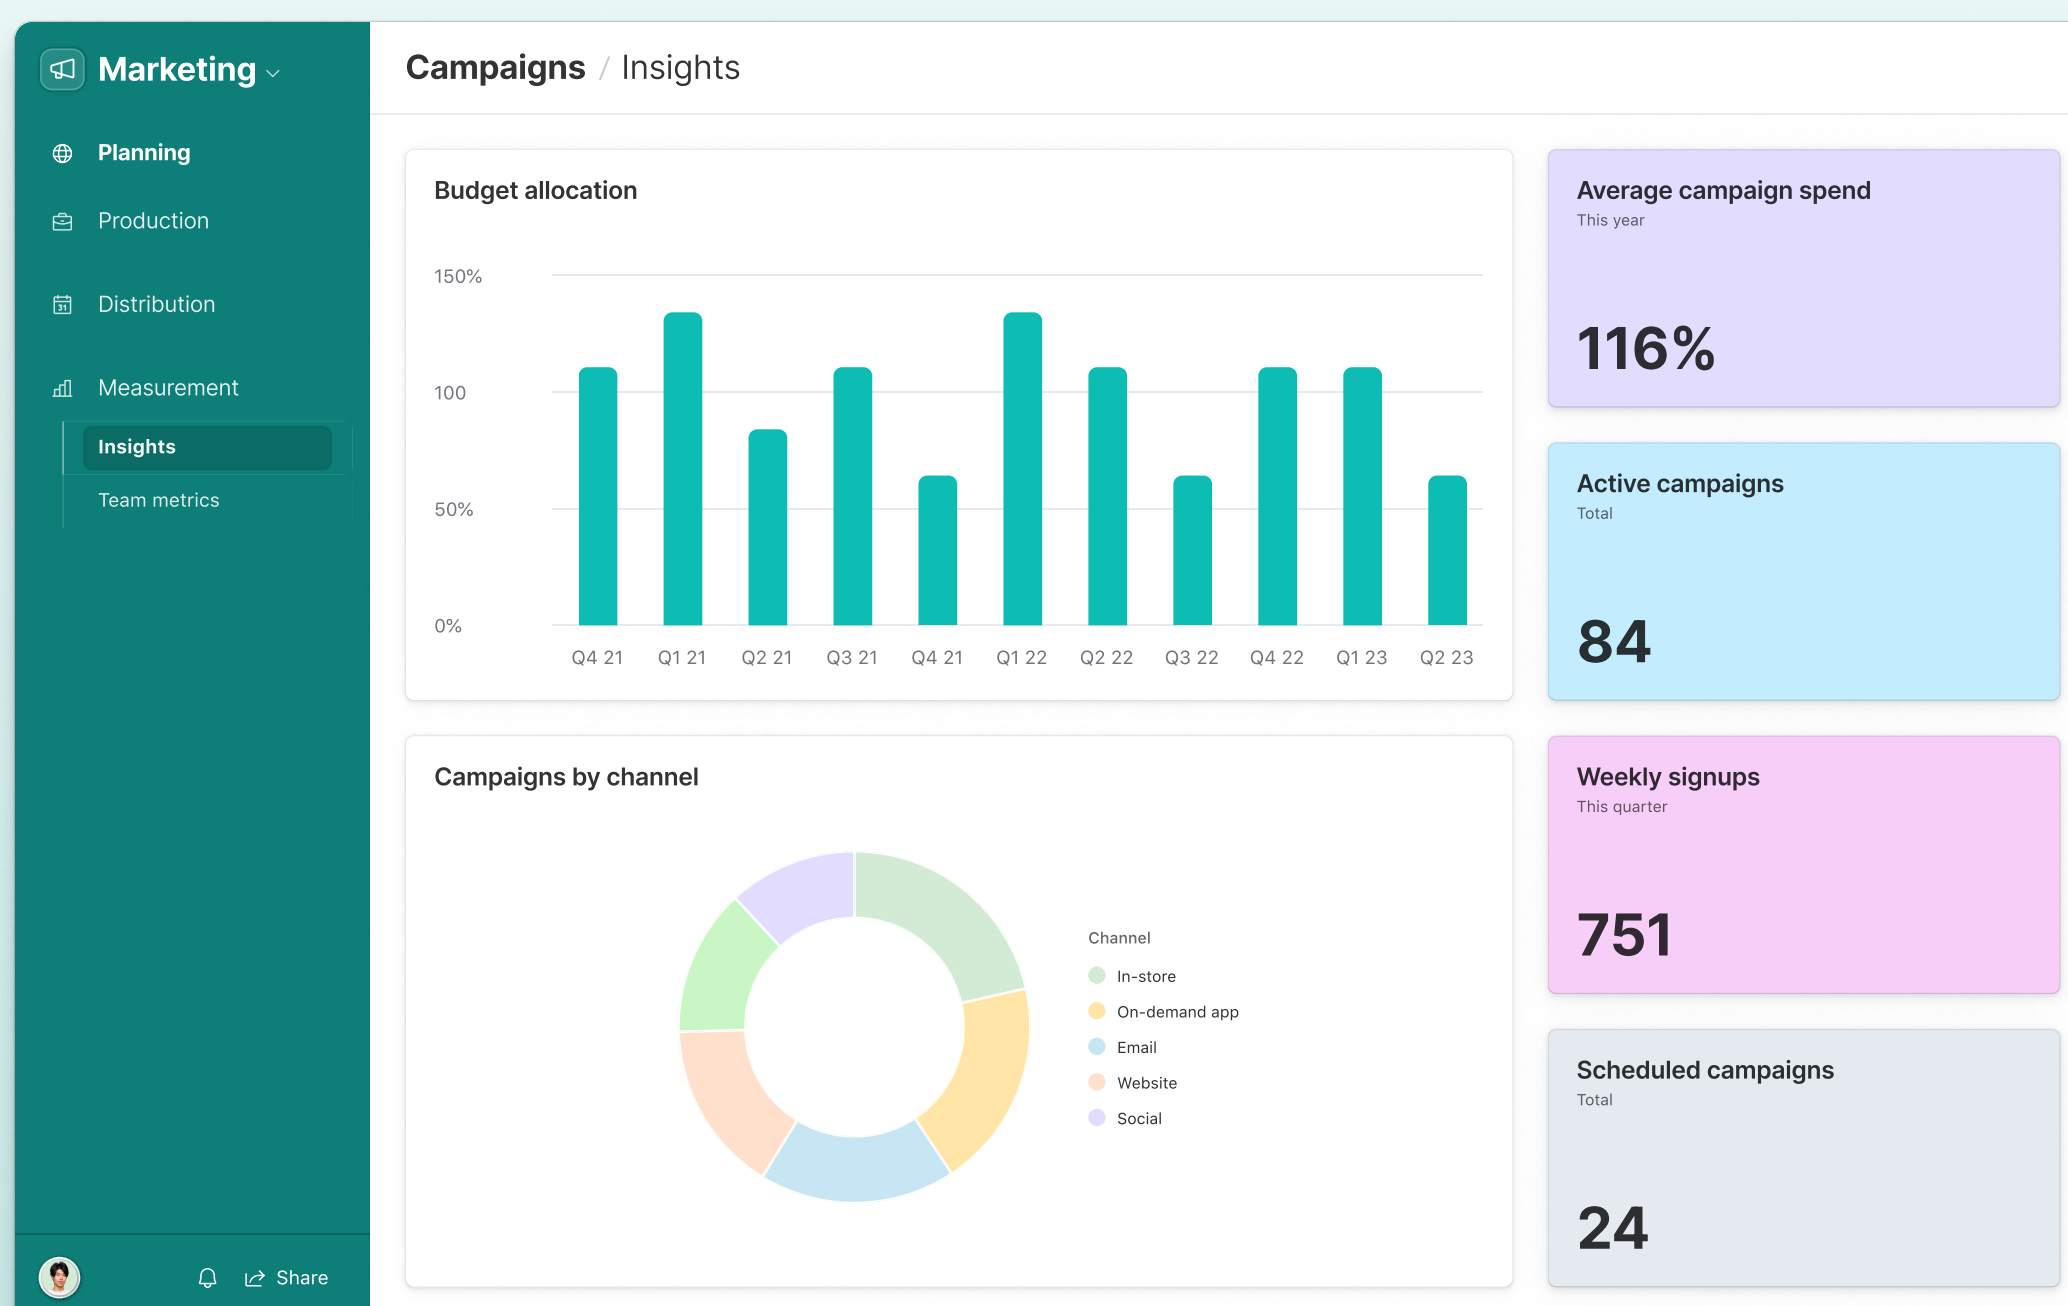 Marketing
Planning
Production
31
Distribution
Measurement
Insights
Team metrics
Share
Campaigns / Insights
Budget allocation
150%
100
50%
0%
Q4 21 Q1 21 Q2 21 Q3 21 Q4 21 Q1 22 Q2 22 Q3 22 Q4 22 Q1 23 Q2 23
Campaigns by channel
Channel
In-store
On-demand app
Email
Website
Social
Average campaign spend
This year
116%
Active campaigns
Total
84
Weekly signups
This quarter
751
Scheduled campaigns
Total
24